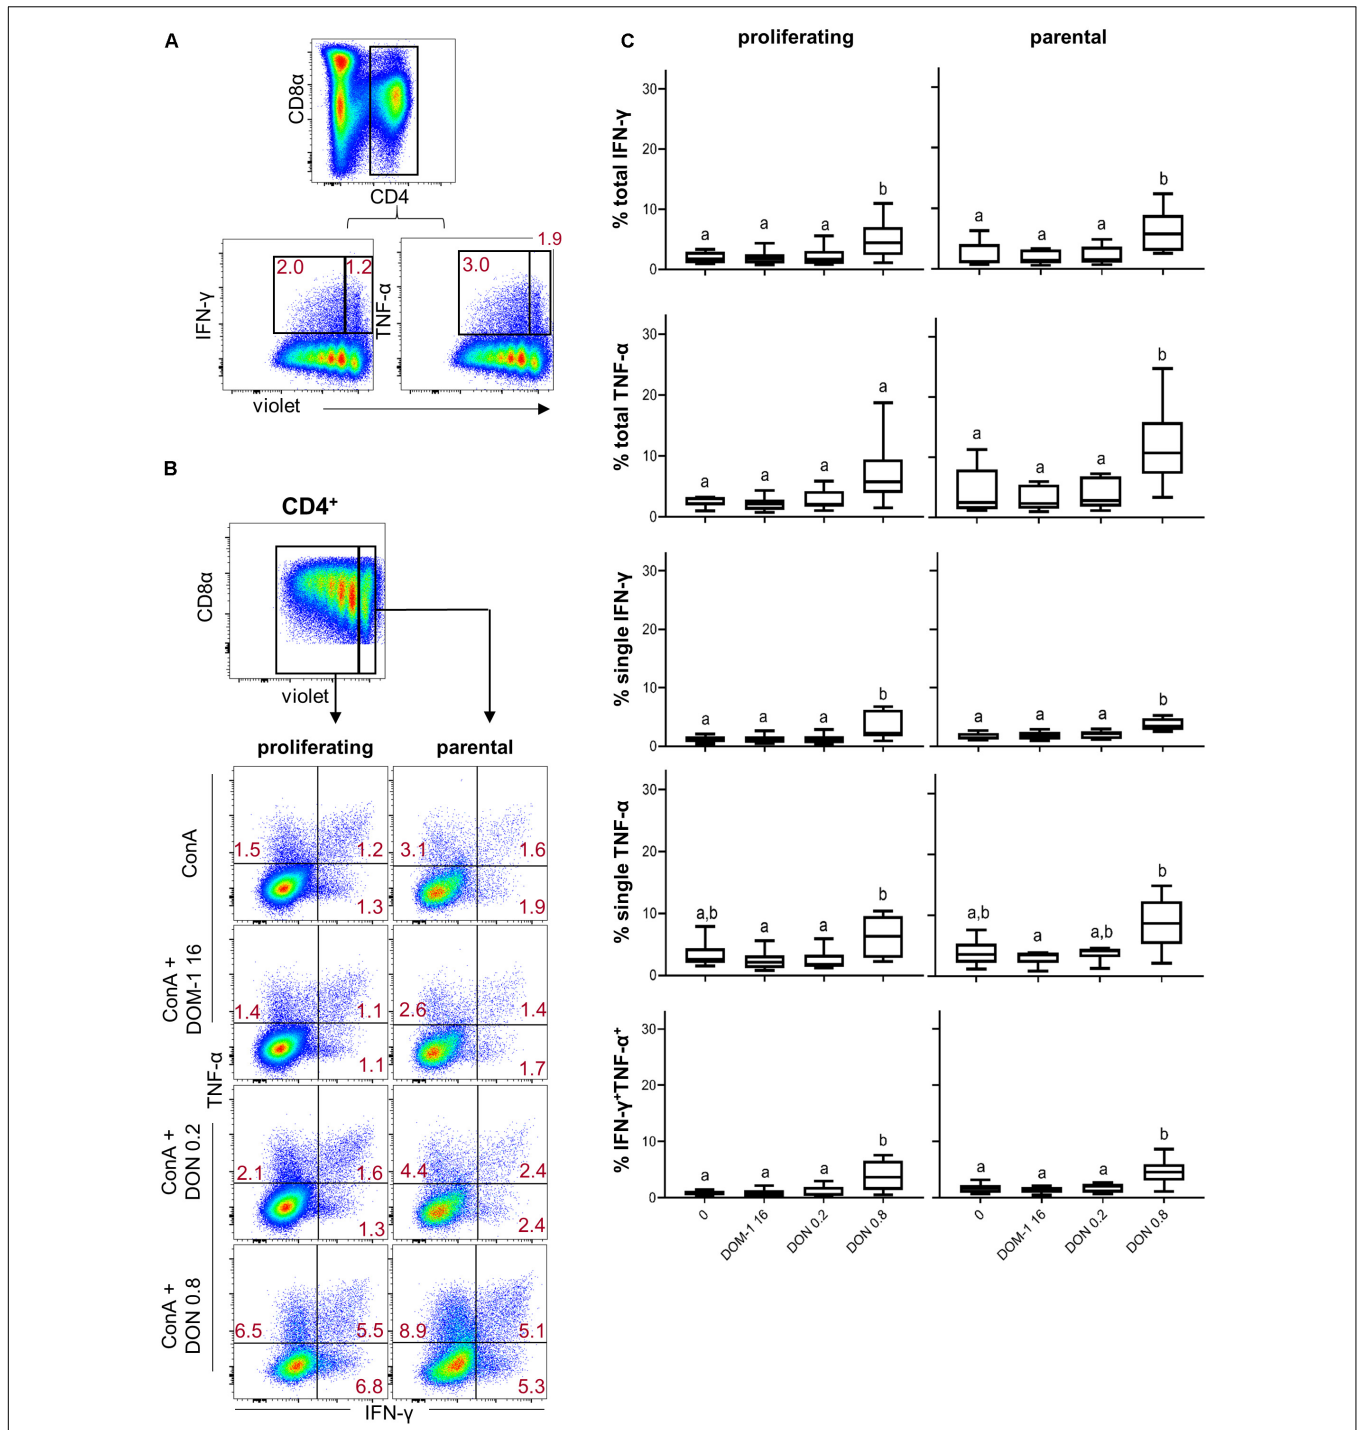 A
CD8α
CD4
2.0
1.2
IFN-γ
3.0
1.9
TNF-α
violet
B
CD4⁺
CD8α
violet
proliferating
parental
ConA
1.5
1.2
1.3
3.1
1.6
1.9
ConA +
DOM-1 16
1.4
1.1
1.1
2.6
1.4
1.7
TNF-α
ConA +
DON 0.2
2.1
1.6
1.3
4.4
2.4
2.4
ConA +
DON 0.8
6.5
5.5
6.8
8.9
5.1
5.3
IFN-γ
C
proliferating
parental
% total IFN-γ
30
20
10
0
a
a
a
b
a
a
a
b
% total TNF-α
30
20
10
0
a
a
a
a
a
a
a
b
% single IFN-γ
30
20
10
0
a
a
a
b
a
a
a
b
% single TNF-α
30
20
10
0
a,b
a
a
b
a,b
a
a,b
b
% IFN-γ⁺TNF-α⁺
30
20
10
0
a
a
a
b
a
a
a
b
0
DOM-1 16
DON 0.2
DON 0.8
0
DOM-1 16
DON 0.2
DON 0.8